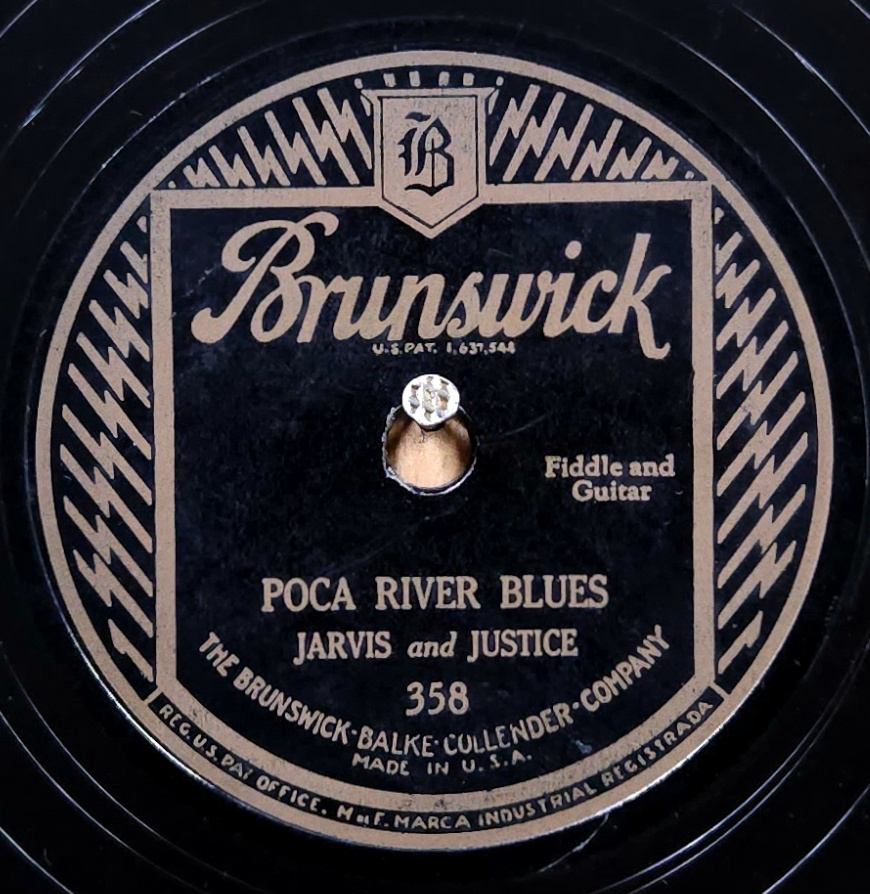 B
Brunswick
U.S. PAT. 1,637,544
Fiddle and
Guitar
POCA RIVER BLUES
JARVIS and JUSTICE
358
THE BRUNSWICK-BALKE-COLLENDER-COMPANY
MADE IN U.S.A.
REG. U.S. PAT OFFICE. M. de F. MARCA INDUSTRIAL REGISTRADA